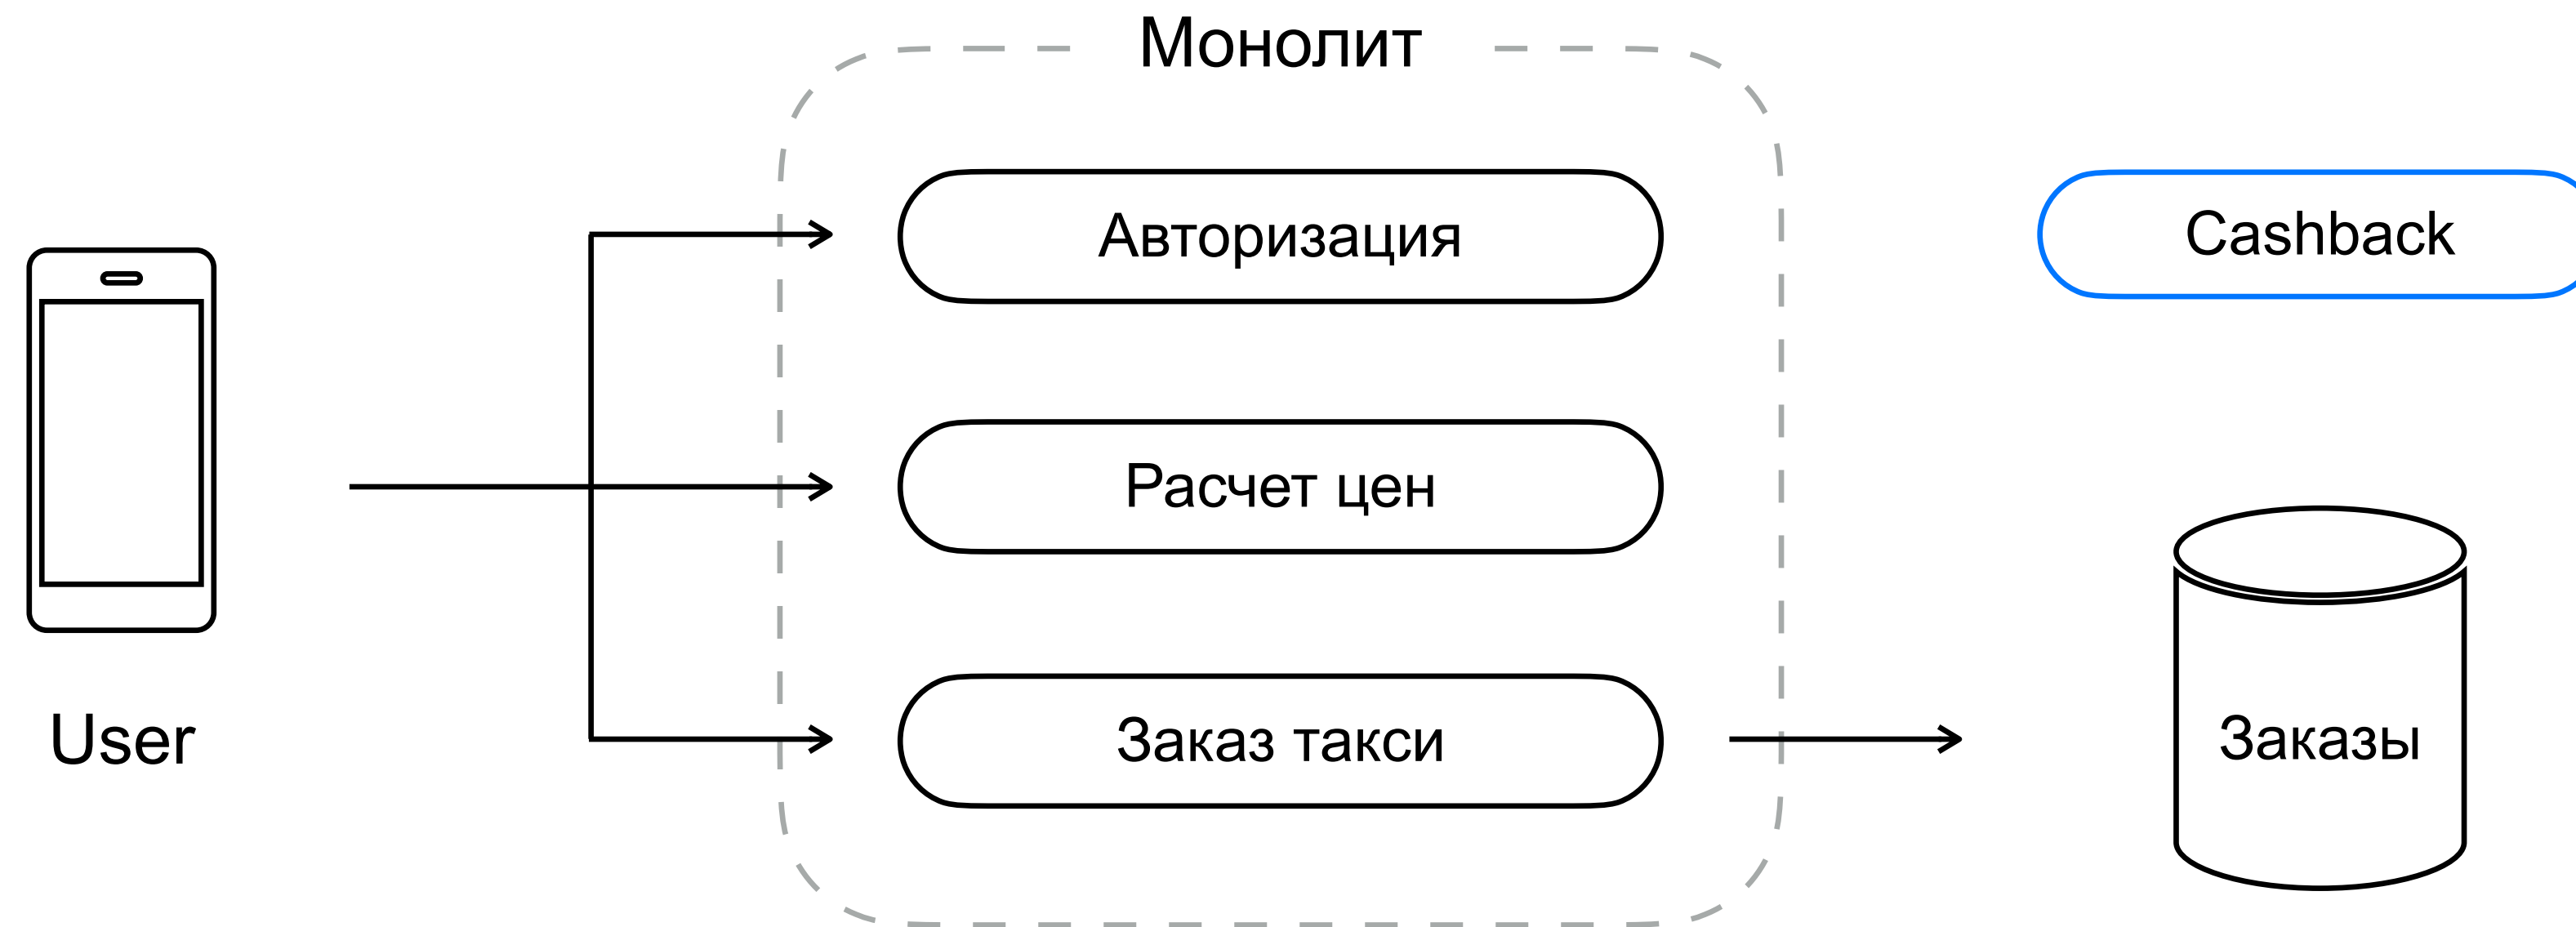 Монолит
Авторизация
Cashback
Расчет цен
User
Заказ такси
Заказы